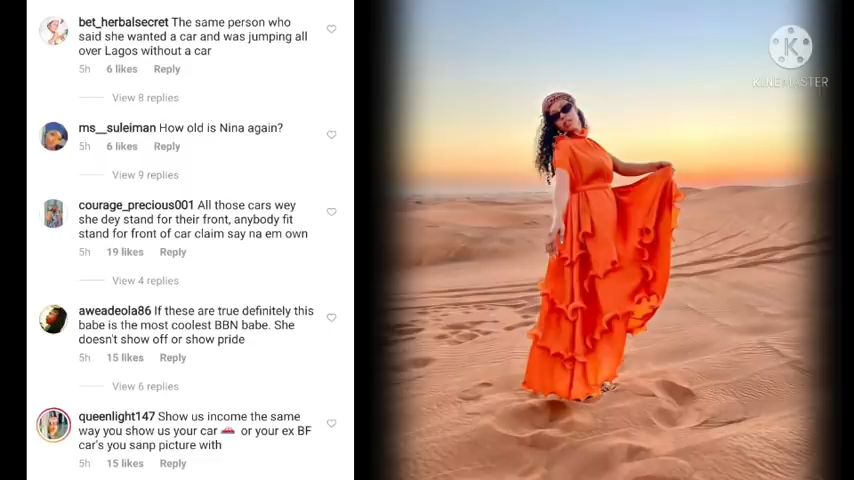 bet_herbalsecret The same person who
said she wanted a car and was jumping all
over Lagos without a car
5h 6 likes Reply
View 8 replies
ms__suleiman How old is Nina again?
5h 6 likes Reply
View 9 replies
courage_precious001 All those cars wey
she dey stand for their front, anybody fit
stand for front of car claim say na em own
5h 19 likes Reply
View 4 replies
aweadeola86 If these are true definitely this
babe is the most coolest BBN babe. She
doesn't show off or show pride
5h 15 likes Reply
View 6 replies
queenlight147 Show us income the same
way you show us your car 🚗 or your ex BF
car's you sanp picture with
5h 15 likes Reply
K
KINEMASTER